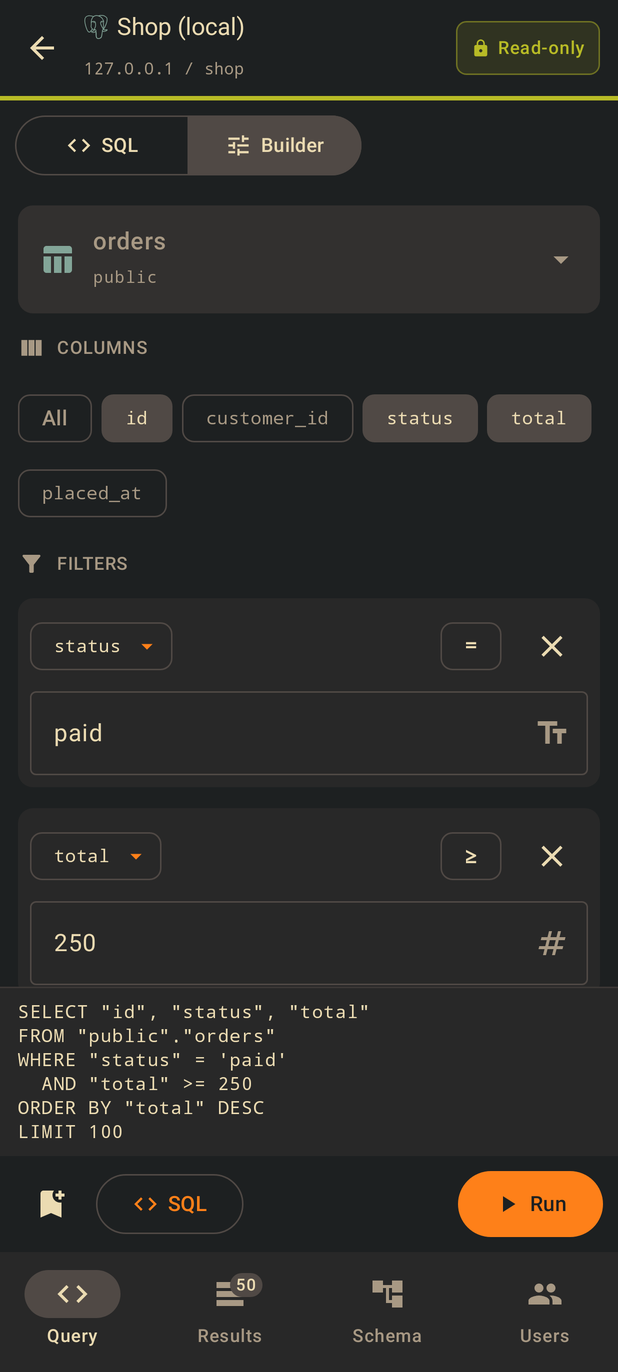 Shop (local)
127.0.0.1 / shop
Read-only
SQL
Builder
orders
public
COLUMNS
All
id
customer_id
status
total
placed_at
FILTERS
status
=
paid
total
≥
250
SELECT "id", "status", "total"
FROM "public"."orders"
WHERE "status" = 'paid'
  AND "total" >= 250
ORDER BY "total" DESC
LIMIT 100
SQL
Run
50
Query
Results
Schema
Users